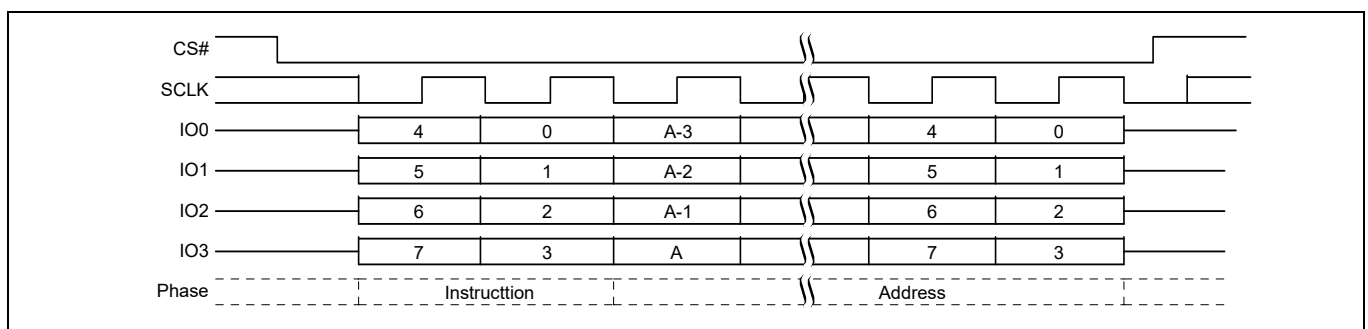 CS#
SCLK
IO0 4 0 A-3 4 0
IO1 5 1 A-2 5 1
IO2 6 2 A-1 6 2
IO3 7 3 A 7 3
Phase Instructtion Address